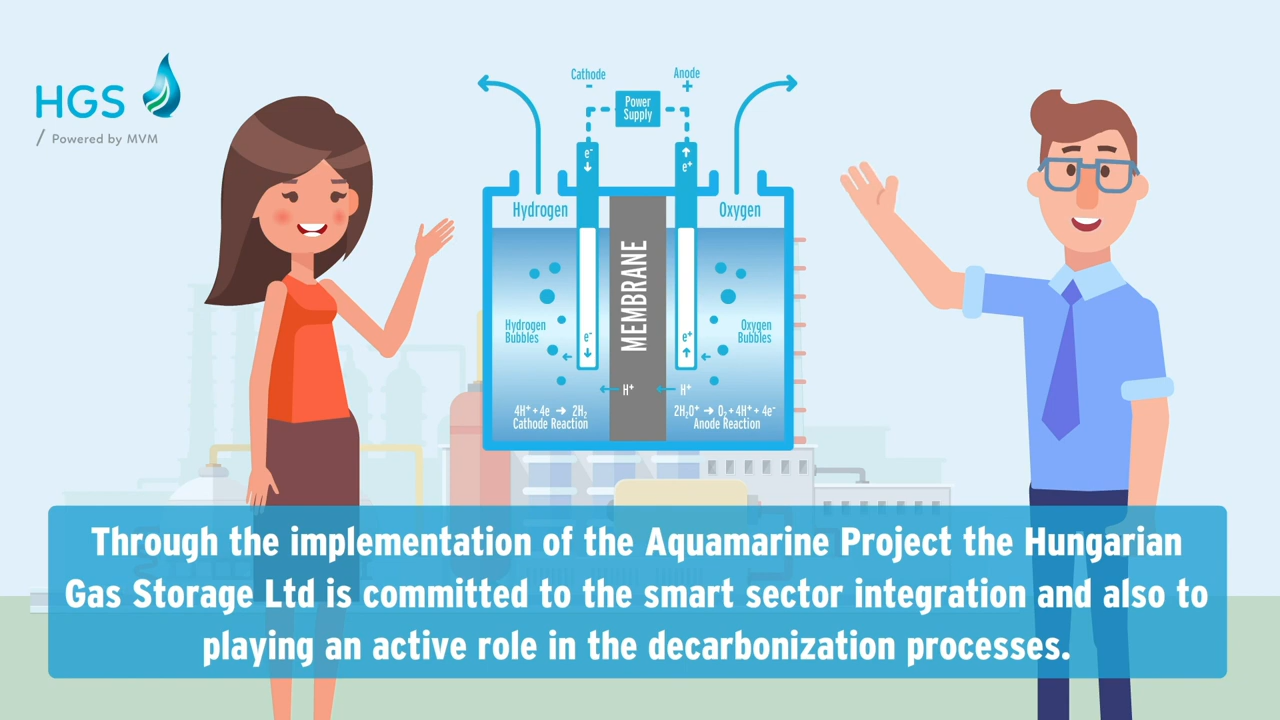 HGS
/ Powered by MVM
Cathode
-
Anode
+
Power
Supply
e⁻
e⁺
Hydrogen
Oxygen
MEMBRANE
Hydrogen
Bubbles
Oxygen
Bubbles
e⁻
e⁺
H⁺
H⁺
4H⁺ + 4e → 2H₂
Cathode Reaction
2H₂O⁺ → O₂ + 4H⁺ + 4e⁻
Anode Reaction
Through the implementation of the Aquamarine Project the Hungarian
Gas Storage Ltd is committed to the smart sector integration and also to
playing an active role in the decarbonization processes.